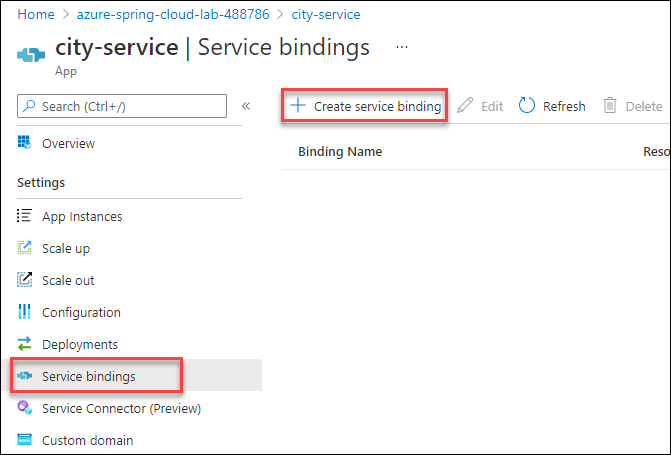 Home > azure-spring-cloud-lab-488786 > city-service
city-service | Service bindings ...
App
Search (Ctrl+/) «
Create service binding Edit Refresh Delete
Overview
Binding Name Reso
Settings
App Instances
Scale up
Scale out
Configuration
Deployments
Service bindings
Service Connector (Preview)
Custom domain